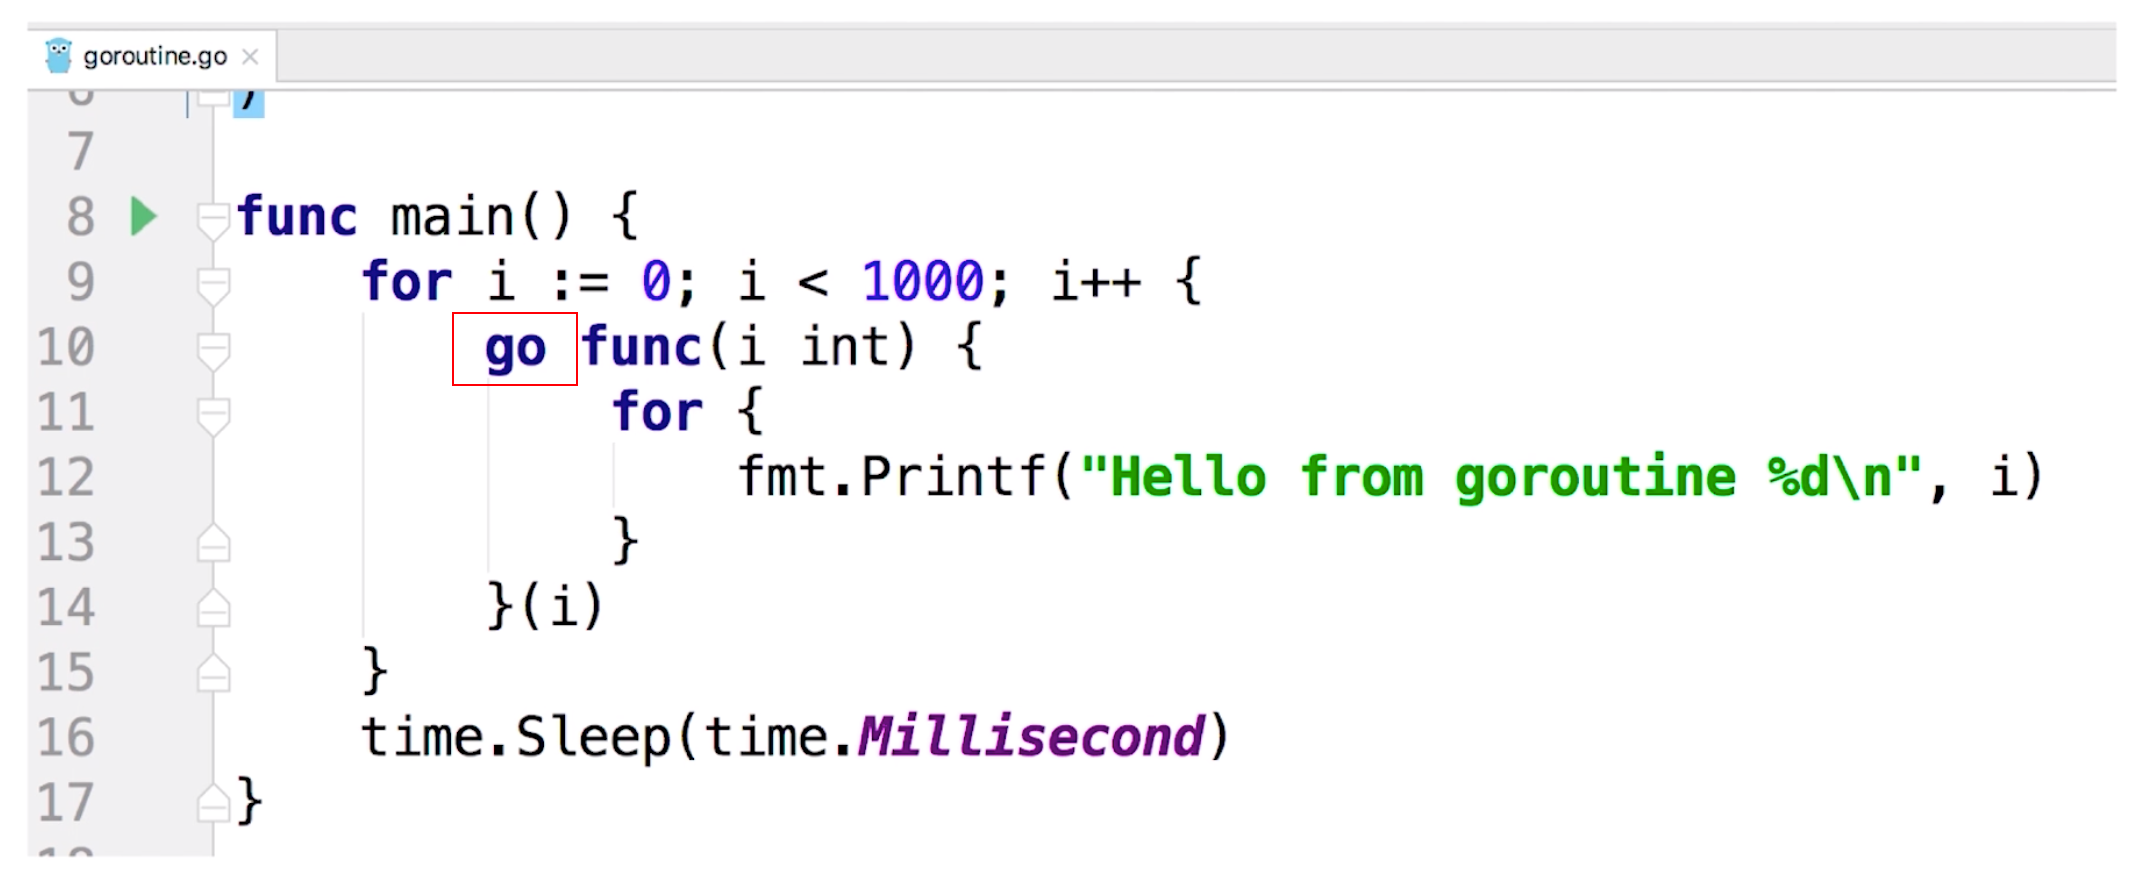 goroutine.go
7
8 func main() {
9 for i := 0; i < 1000; i++ {
10 go func(i int) {
11 for {
12 fmt.Printf("Hello from goroutine %d\n", i)
13 }
14 }(i)
15 }
16 time.Sleep(time.Millisecond)
17 }